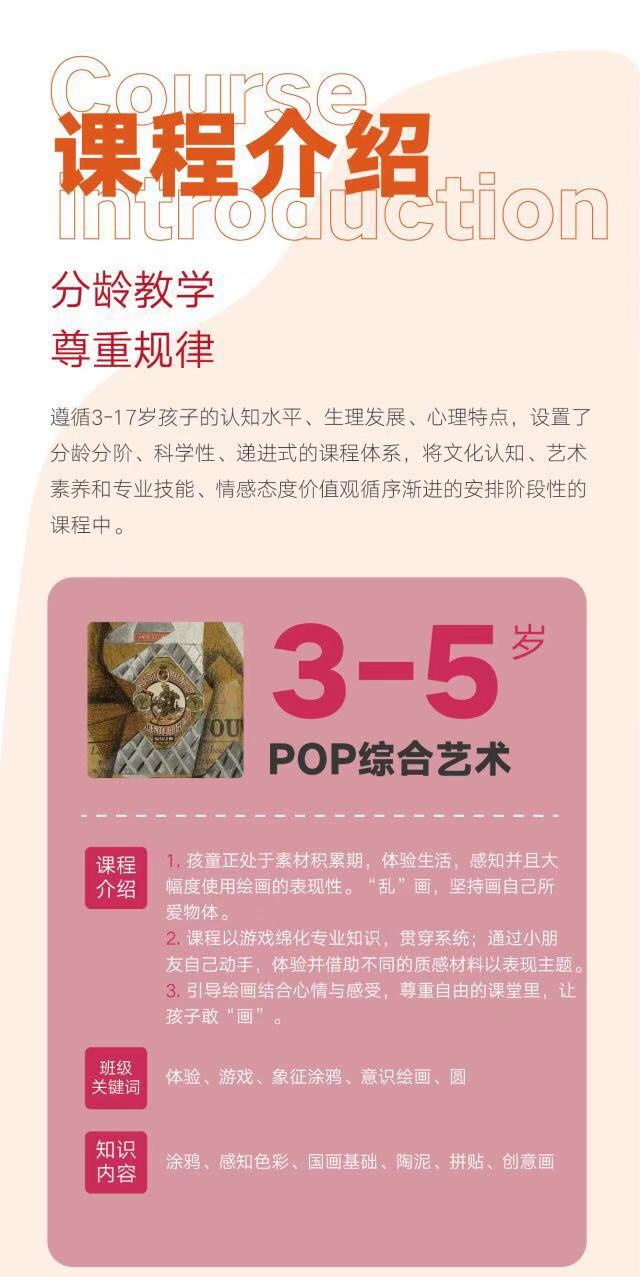 Course
课程介绍
introduction
分龄教学
尊重规律
遵循3-17岁孩子的认知水平、生理发展、心理特点，设置了
分龄分阶、科学性、递进式的课程体系，将文化认知、艺术
素养和专业技能、情感态度价值观循序渐进的安排阶段性的
课程中。
3-5岁
POP综合艺术
课程
介绍
1. 孩童正处于素材积累期，体验生活，感知并且大
幅度使用绘画的表现性。“乱”画，坚持画自己所
爱物体。
2. 课程以游戏绵化专业知识，贯穿系统；通过小朋
友自己动手，体验并借助不同的质感材料以表现主题。
3. 引导绘画结合心情与感受，尊重自由的课堂里，让
孩子敢“画”。
班级
关键词
体验、游戏、象征涂鸦、意识绘画、圆
知识
内容
涂鸦、感知色彩、国画基础、陶泥、拼贴、创意画